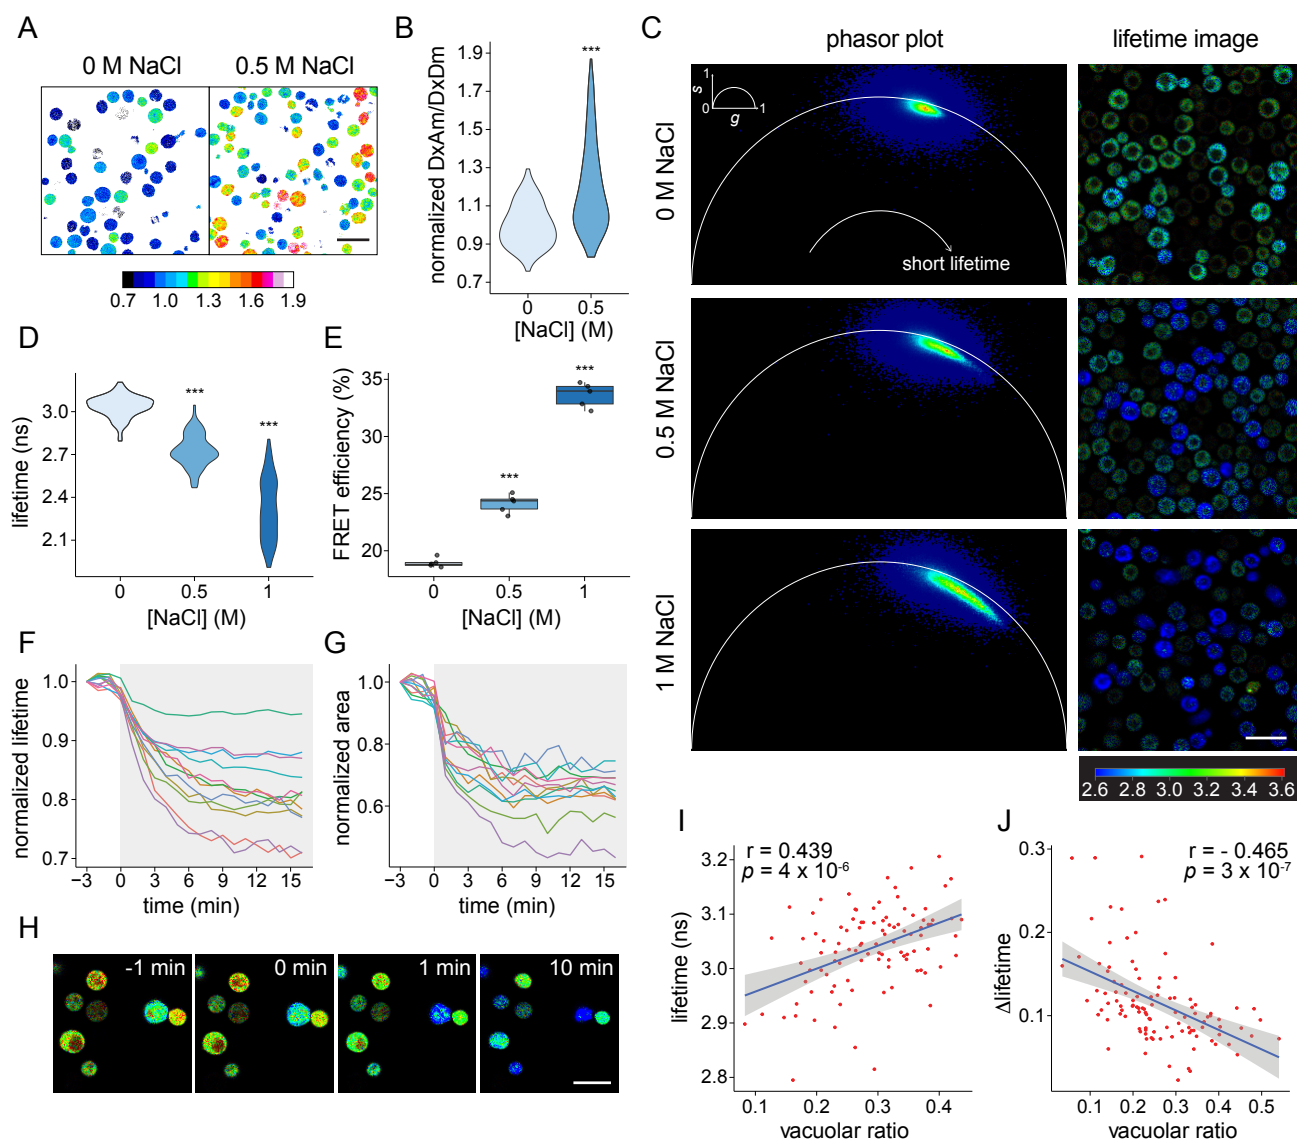 A
0 M NaCl
0.5 M NaCl
0.7 1.0 1.3 1.6 1.9
B
normalized DxAm/DxDm
1.9
1.7
1.5
1.3
1.1
0.9
0.7
***
0 0.5
[NaCl] (M)
C
phasor plot
lifetime image
1
s
0
g
1
short lifetime
0 M NaCl
0.5 M NaCl
1 M NaCl
2.6 2.8 3.0 3.2 3.4 3.6
D
lifetime (ns)
3.0
2.7
2.4
2.1
***
***
0 0.5 1
[NaCl] (M)
E
FRET efficiency (%)
35
30
25
20
***
***
0 0.5 1
[NaCl] (M)
F
normalized lifetime
1.0
0.9
0.8
0.7
−3 0 3 6 9 12 15
time (min)
G
normalized area
1.0
0.8
0.6
−3 0 3 6 9 12 15
time (min)
H
-1 min
0 min
1 min
10 min
I
r = 0.439
p = 4 x 10⁻⁶
lifetime (ns)
3.2
3.1
3.0
2.9
2.8
0.1 0.2 0.3 0.4
vacuolar ratio
J
r = - 0.465
p = 3 x 10⁻⁷
Δlifetime
0.3
0.2
0.1
0.0 0.1 0.2 0.3 0.4 0.5
vacuolar ratio